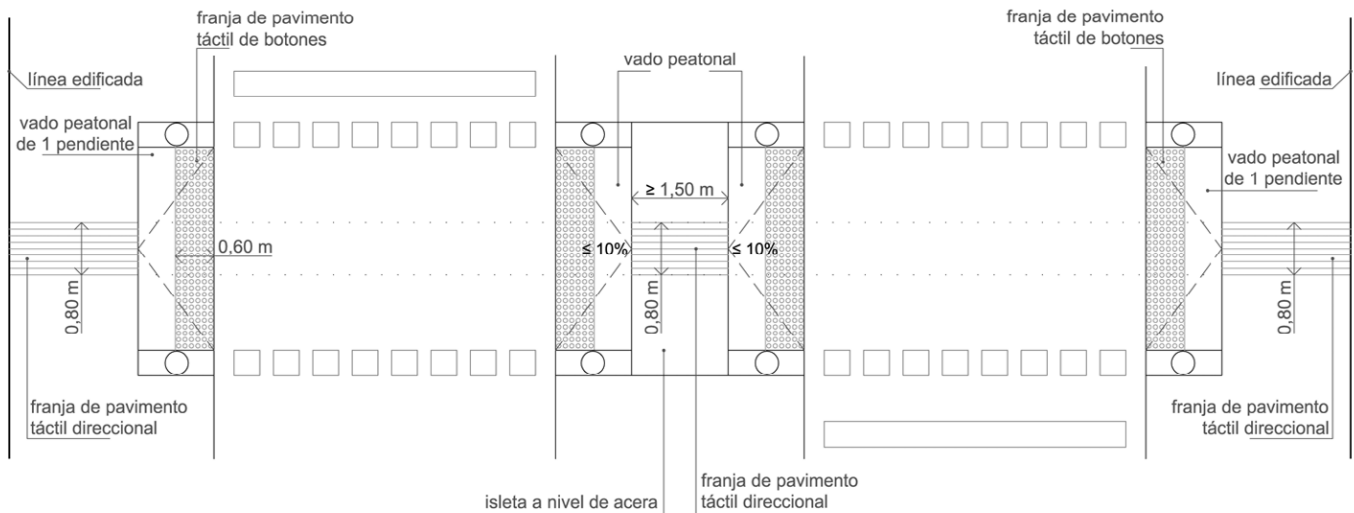 franja de pavimento
táctil de botones
franja de pavimento
táctil de botones
vado peatonal
línea edificada
línea edificada
vado peatonal
de 1 pendiente
vado peatonal
de 1 pendiente
≥ 1,50 m
0,60 m
≤ 10%
≤ 10%
0,80 m
0,80 m
0,80 m
franja de pavimento
táctil direccional
franja de pavimento
táctil direccional
isleta a nivel de acera
franja de pavimento
táctil direccional